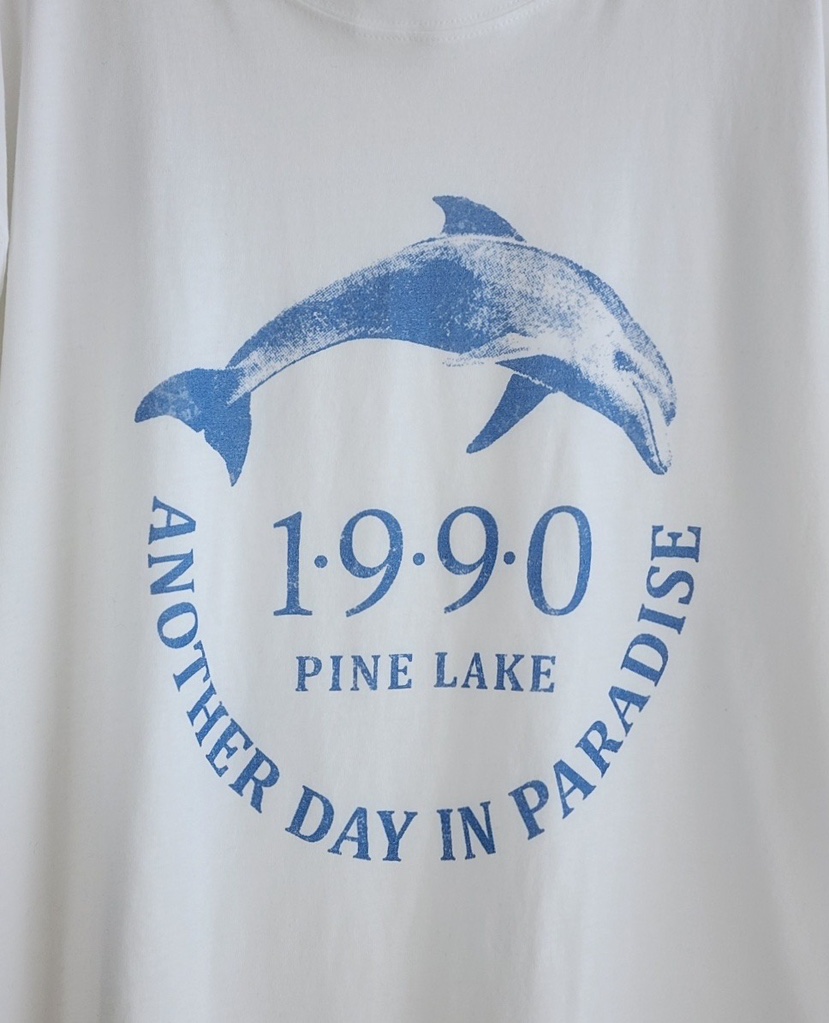 1·9·9·0
PINE LAKE
ANOTHER DAY IN PARADISE